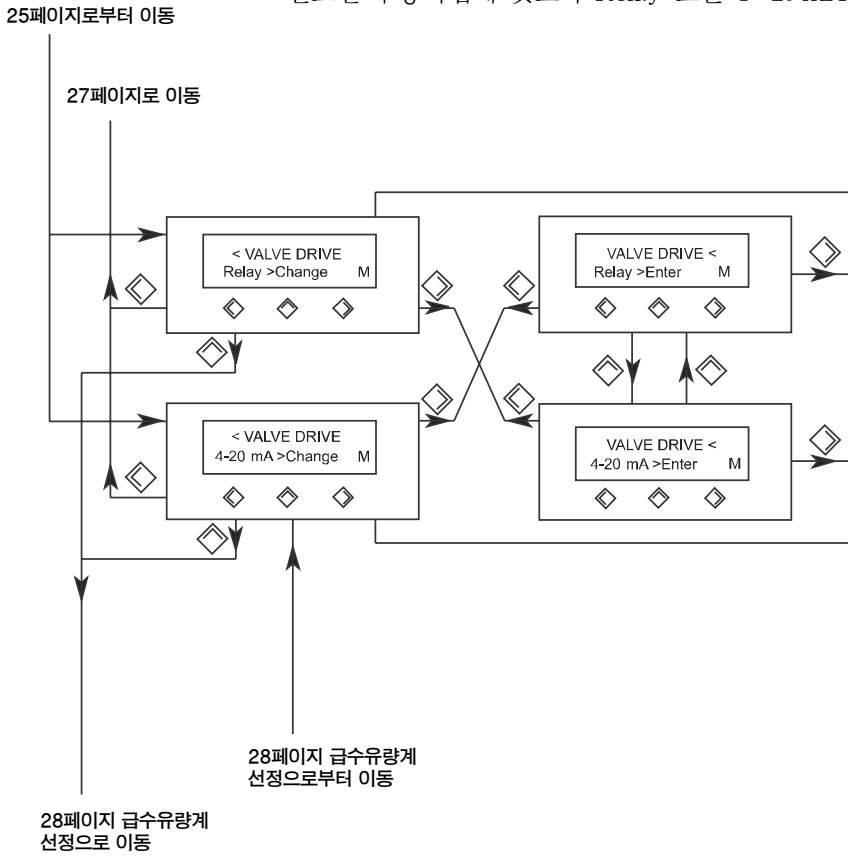 25페이지로부터 이동
27페이지로 이동
< VALVE DRIVE
Relay >Change M
VALVE DRIVE <
Relay >Enter M
< VALVE DRIVE
4-20 mA >Change M
VALVE DRIVE <
4-20 mA >Enter M
28페이지 급수유량계
선정으로부터 이동
28페이지 급수유량계
선정으로 이동